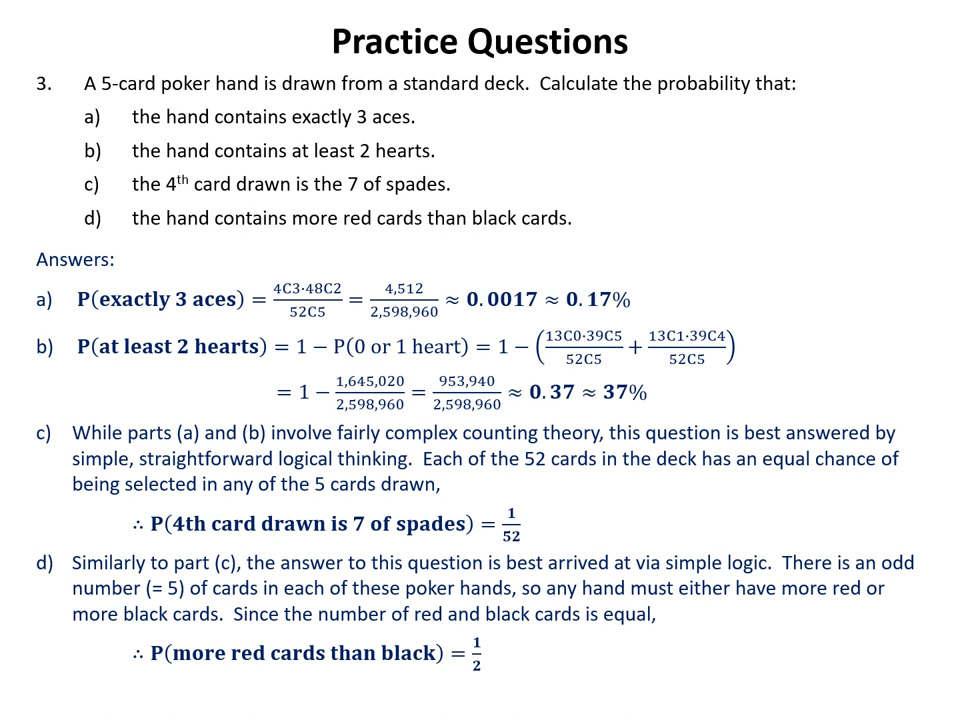 Practice Questions
3. A 5-card poker hand is drawn from a standard deck. Calculate the probability that:
a) the hand contains exactly 3 aces.
b) the hand contains at least 2 hearts.
c) the 4th card drawn is the 7 of spades.
d) the hand contains more red cards than black cards.
Answers:
a) P(exactly 3 aces) = 4C3·48C2/52C5 = 4,512/2,598,960 ≈ 0.0017 ≈ 0.17%
b) P(at least 2 hearts) = 1 − P(0 or 1 heart) = 1 − (13C0·39C5/52C5 + 13C1·39C4/52C5)
= 1 − 1,645,020/2,598,960 = 953,940/2,598,960 ≈ 0.37 ≈ 37%
c) While parts (a) and (b) involve fairly complex counting theory, this question is best answered by
simple, straightforward logical thinking. Each of the 52 cards in the deck has an equal chance of
being selected in any of the 5 cards drawn,
∴ P(4th card drawn is 7 of spades) = 1/52
d) Similarly to part (c), the answer to this question is best arrived at via simple logic. There is an odd
number (= 5) of cards in each of these poker hands, so any hand must either have more red or
more black cards. Since the number of red and black cards is equal,
∴ P(more red cards than black) = 1/2